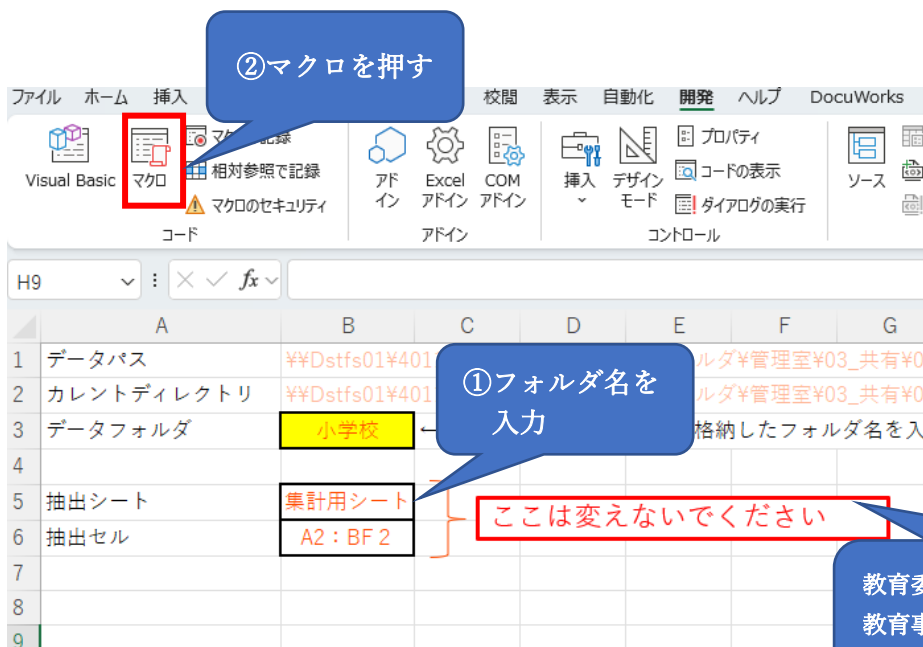 ②マクロを押す
ファイル ホーム 挿入 校閲 表示 自動化 開発 ヘルプ DocuWorks
Visual Basic
マクロ
相対参照で記録
マクロのセキュリティ
コード
アド
イン
Excel
アドイン
COM
アドイン
アドイン
挿入
デザイン
モード
プロパティ
コードの表示
ダイアログの実行
コントロール
ソース
H9
fx
A B C D E F G
1 データパス ¥¥Dstfs01¥401 ルダ¥管理室¥03_共有¥0
2 カレントディレクトリ ¥¥Dstfs01¥401 ルダ¥管理室¥03_共有¥0
3 データフォルダ 小学校 ← 格納したフォルダ名を入
①フォルダ名を
入力
4
5 抽出シート 集計用シート
ここは変えないでください
6 抽出セル A2：BF２
7
8
9
教育委
教育事